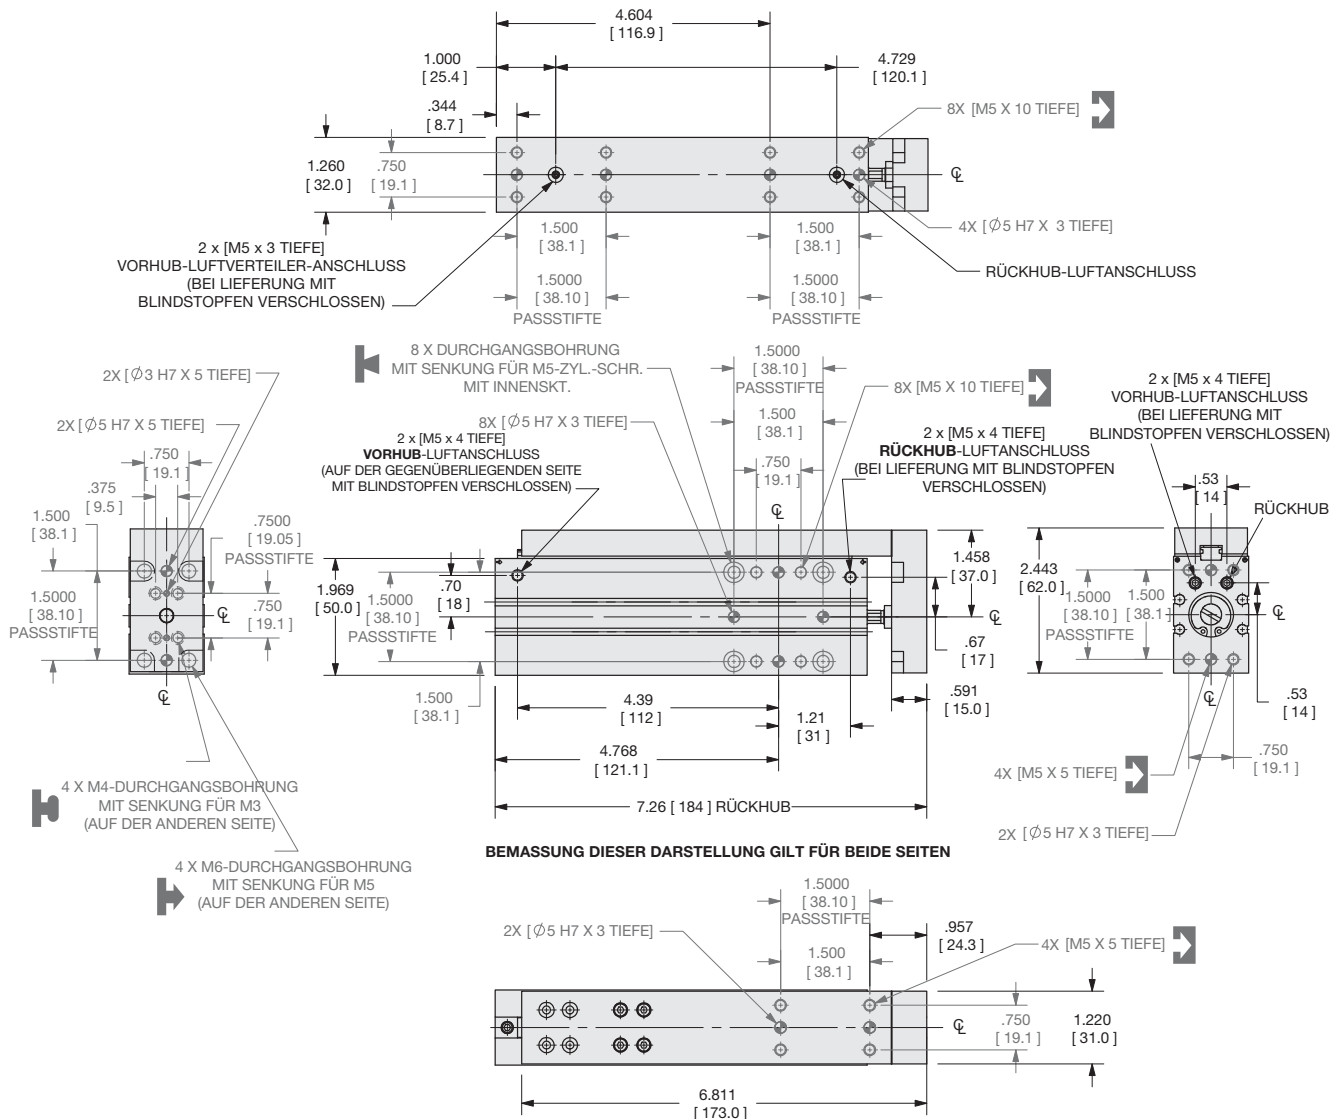 4.604
[ 116.9 ]
1.000
[ 25.4 ]
4.729
[ 120.1 ]
.344
[ 8.7 ]
8X [M5 X 10 TIEFE]
1.260
[ 32.0 ]
.750
[ 19.1 ]
℄
4X [∅5 H7 X 3 TIEFE]
1.500
[ 38.1 ]
1.500
[ 38.1 ]
2 x [M5 x 3 TIEFE]
VORHUB-LUFTVERTEILER-ANSCHLUSS
(BEI LIEFERUNG MIT
BLINDSTOPFEN VERSCHLOSSEN)
RÜCKHUB-LUFTANSCHLUSS
1.5000
[ 38.10 ]
PASSSTIFTE
1.5000
[ 38.10 ]
PASSSTIFTE
2X [∅3 H7 X 5 TIEFE]
2X [∅5 H7 X 5 TIEFE]
.750
[ 19.1 ]
.375
[ 9.5 ]
1.500
[ 38.1 ]
.7500
[ 19.05 ]
PASSSTIFTE
1.5000
[ 38.10 ]
PASSSTIFTE
℄
.750
[ 19.1 ]
℄
4 X M4-DURCHGANGSBOHRUNG
MIT SENKUNG FÜR M3
(AUF DER ANDEREN SEITE)
4 X M6-DURCHGANGSBOHRUNG
MIT SENKUNG FÜR M5
(AUF DER ANDEREN SEITE)
8 X DURCHGANGSBOHRUNG
MIT SENKUNG FÜR M5-ZYL.-SCHR.
MIT INNENSKT.
1.5000
[ 38.10 ]
PASSSTIFTE
8X [M5 X 10 TIEFE]
8X [∅5 H7 X 3 TIEFE]
1.500
[ 38.1 ]
2 x [M5 x 4 TIEFE]
VORHUB-LUFTANSCHLUSS
(AUF DER GEGENÜBERLIEGENDEN SEITE
MIT BLINDSTOPFEN VERSCHLOSSEN)
.750
[ 19.1 ]
2 x [M5 x 4 TIEFE]
RÜCKHUB-LUFTANSCHLUSS
(BEI LIEFERUNG MIT BLINDSTOPFEN
VERSCHLOSSEN)
℄
1.969
[ 50.0 ]
1.5000
[ 38.10 ]
PASSSTIFTE
.70
[ 18 ]
1.458
[ 37.0 ]
℄
.67
[ 17 ]
1.500
[ 38.1 ]
4.39
[ 112 ]
1.21
[ 31 ]
.591
[ 15.0 ]
4.768
[ 121.1 ]
7.26 [ 184 ] RÜCKHUB
BEMASSUNG DIESER DARSTELLUNG GILT FÜR BEIDE SEITEN
2 x [M5 x 4 TIEFE]
VORHUB-LUFTANSCHLUSS
(BEI LIEFERUNG MIT
BLINDSTOPFEN VERSCHLOSSEN)
.53
[ 14 ]
RÜCKHUB
℄
2.443
[ 62.0 ]
1.5000
[ 38.10 ]
PASSSTIFTE
1.500
[ 38.1 ]
℄
℄
.53
[ 14 ]
.750
[ 19.1 ]
4X [M5 X 5 TIEFE]
2X [∅5 H7 X 3 TIEFE]
1.5000
[ 38.10 ]
PASSSTIFTE
2X [∅5 H7 X 3 TIEFE]
1.500
[ 38.1 ]
.957
[ 24.3 ]
4X [M5 X 5 TIEFE]
℄
.750
[ 19.1 ]
1.220
[ 31.0 ]
6.811
[ 173.0 ]